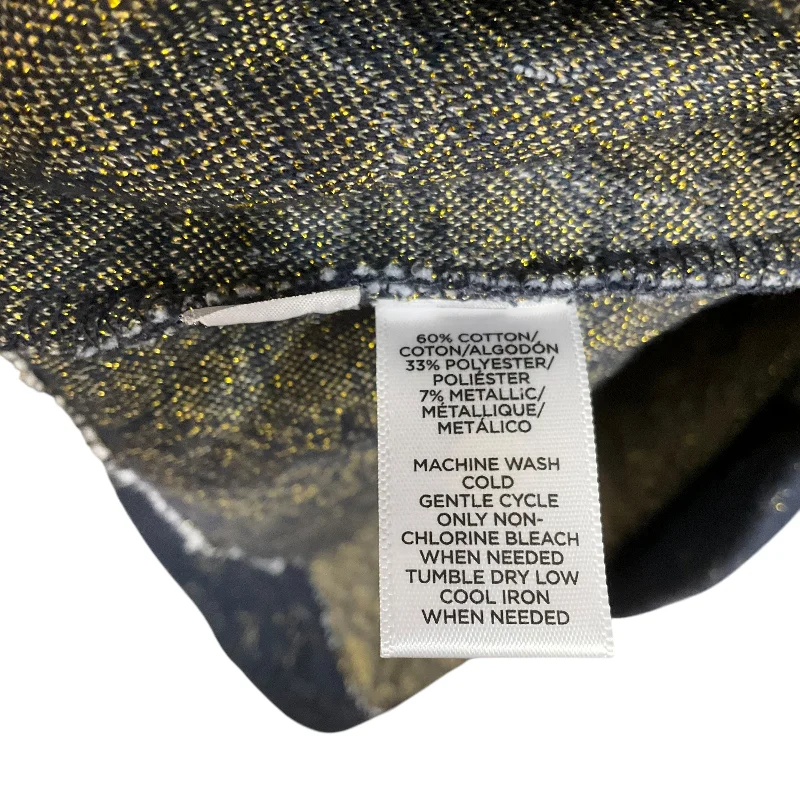 60% COTTON/
COTON/ALGODÓN
33% POLYESTER/
POLIÉSTER
7% METALLiC/
MÉTALLIQUE/
METÁLICO
MACHINE WASH
COLD
GENTLE CYCLE
ONLY NON-
CHLORINE BLEACH
WHEN NEEDED
TUMBLE DRY LOW
COOL IRON
WHEN NEEDED